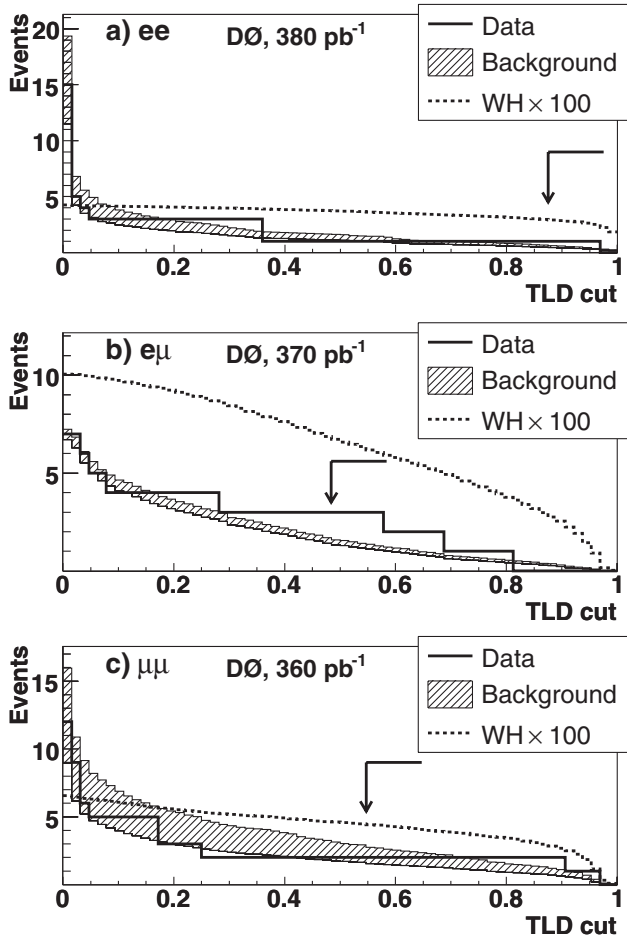 a) ee
DØ, 380 pb-1
Data
Background
WH × 100
Events
20
15
10
5
0 0.2 0.4 0.6 0.8 1
TLD cut
b) eμ
DØ, 370 pb-1
Data
Background
WH × 100
Events
10
5
0 0.2 0.4 0.6 0.8 1
TLD cut
c) μμ
DØ, 360 pb-1
Data
Background
WH × 100
Events
15
10
5
0 0.2 0.4 0.6 0.8 1
TLD cut